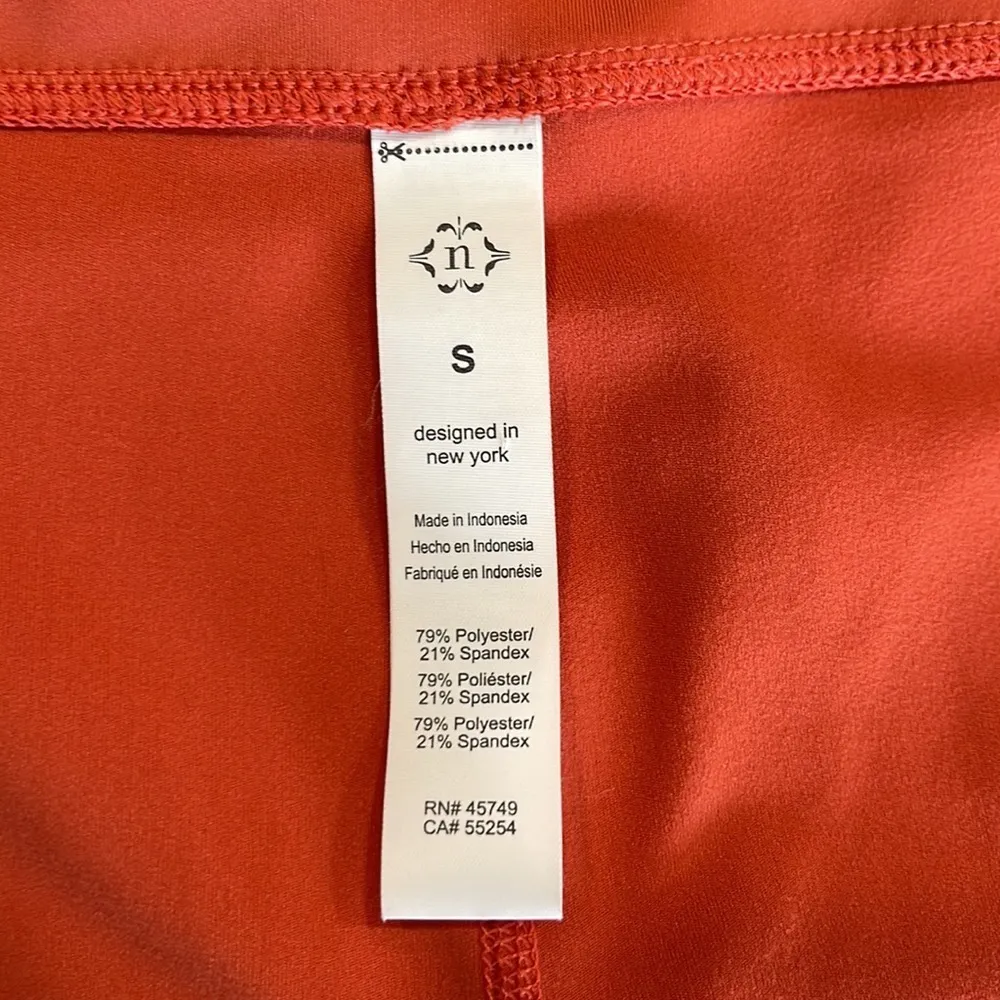 n
S
designed in
new york
Made in Indonesia
Hecho en Indonesia
Fabriqué en Indonésie
79% Polyester/
21% Spandex
79% Poliéster/
21% Spandex
79% Polyester/
21% Spandex
RN# 45749
CA# 55254